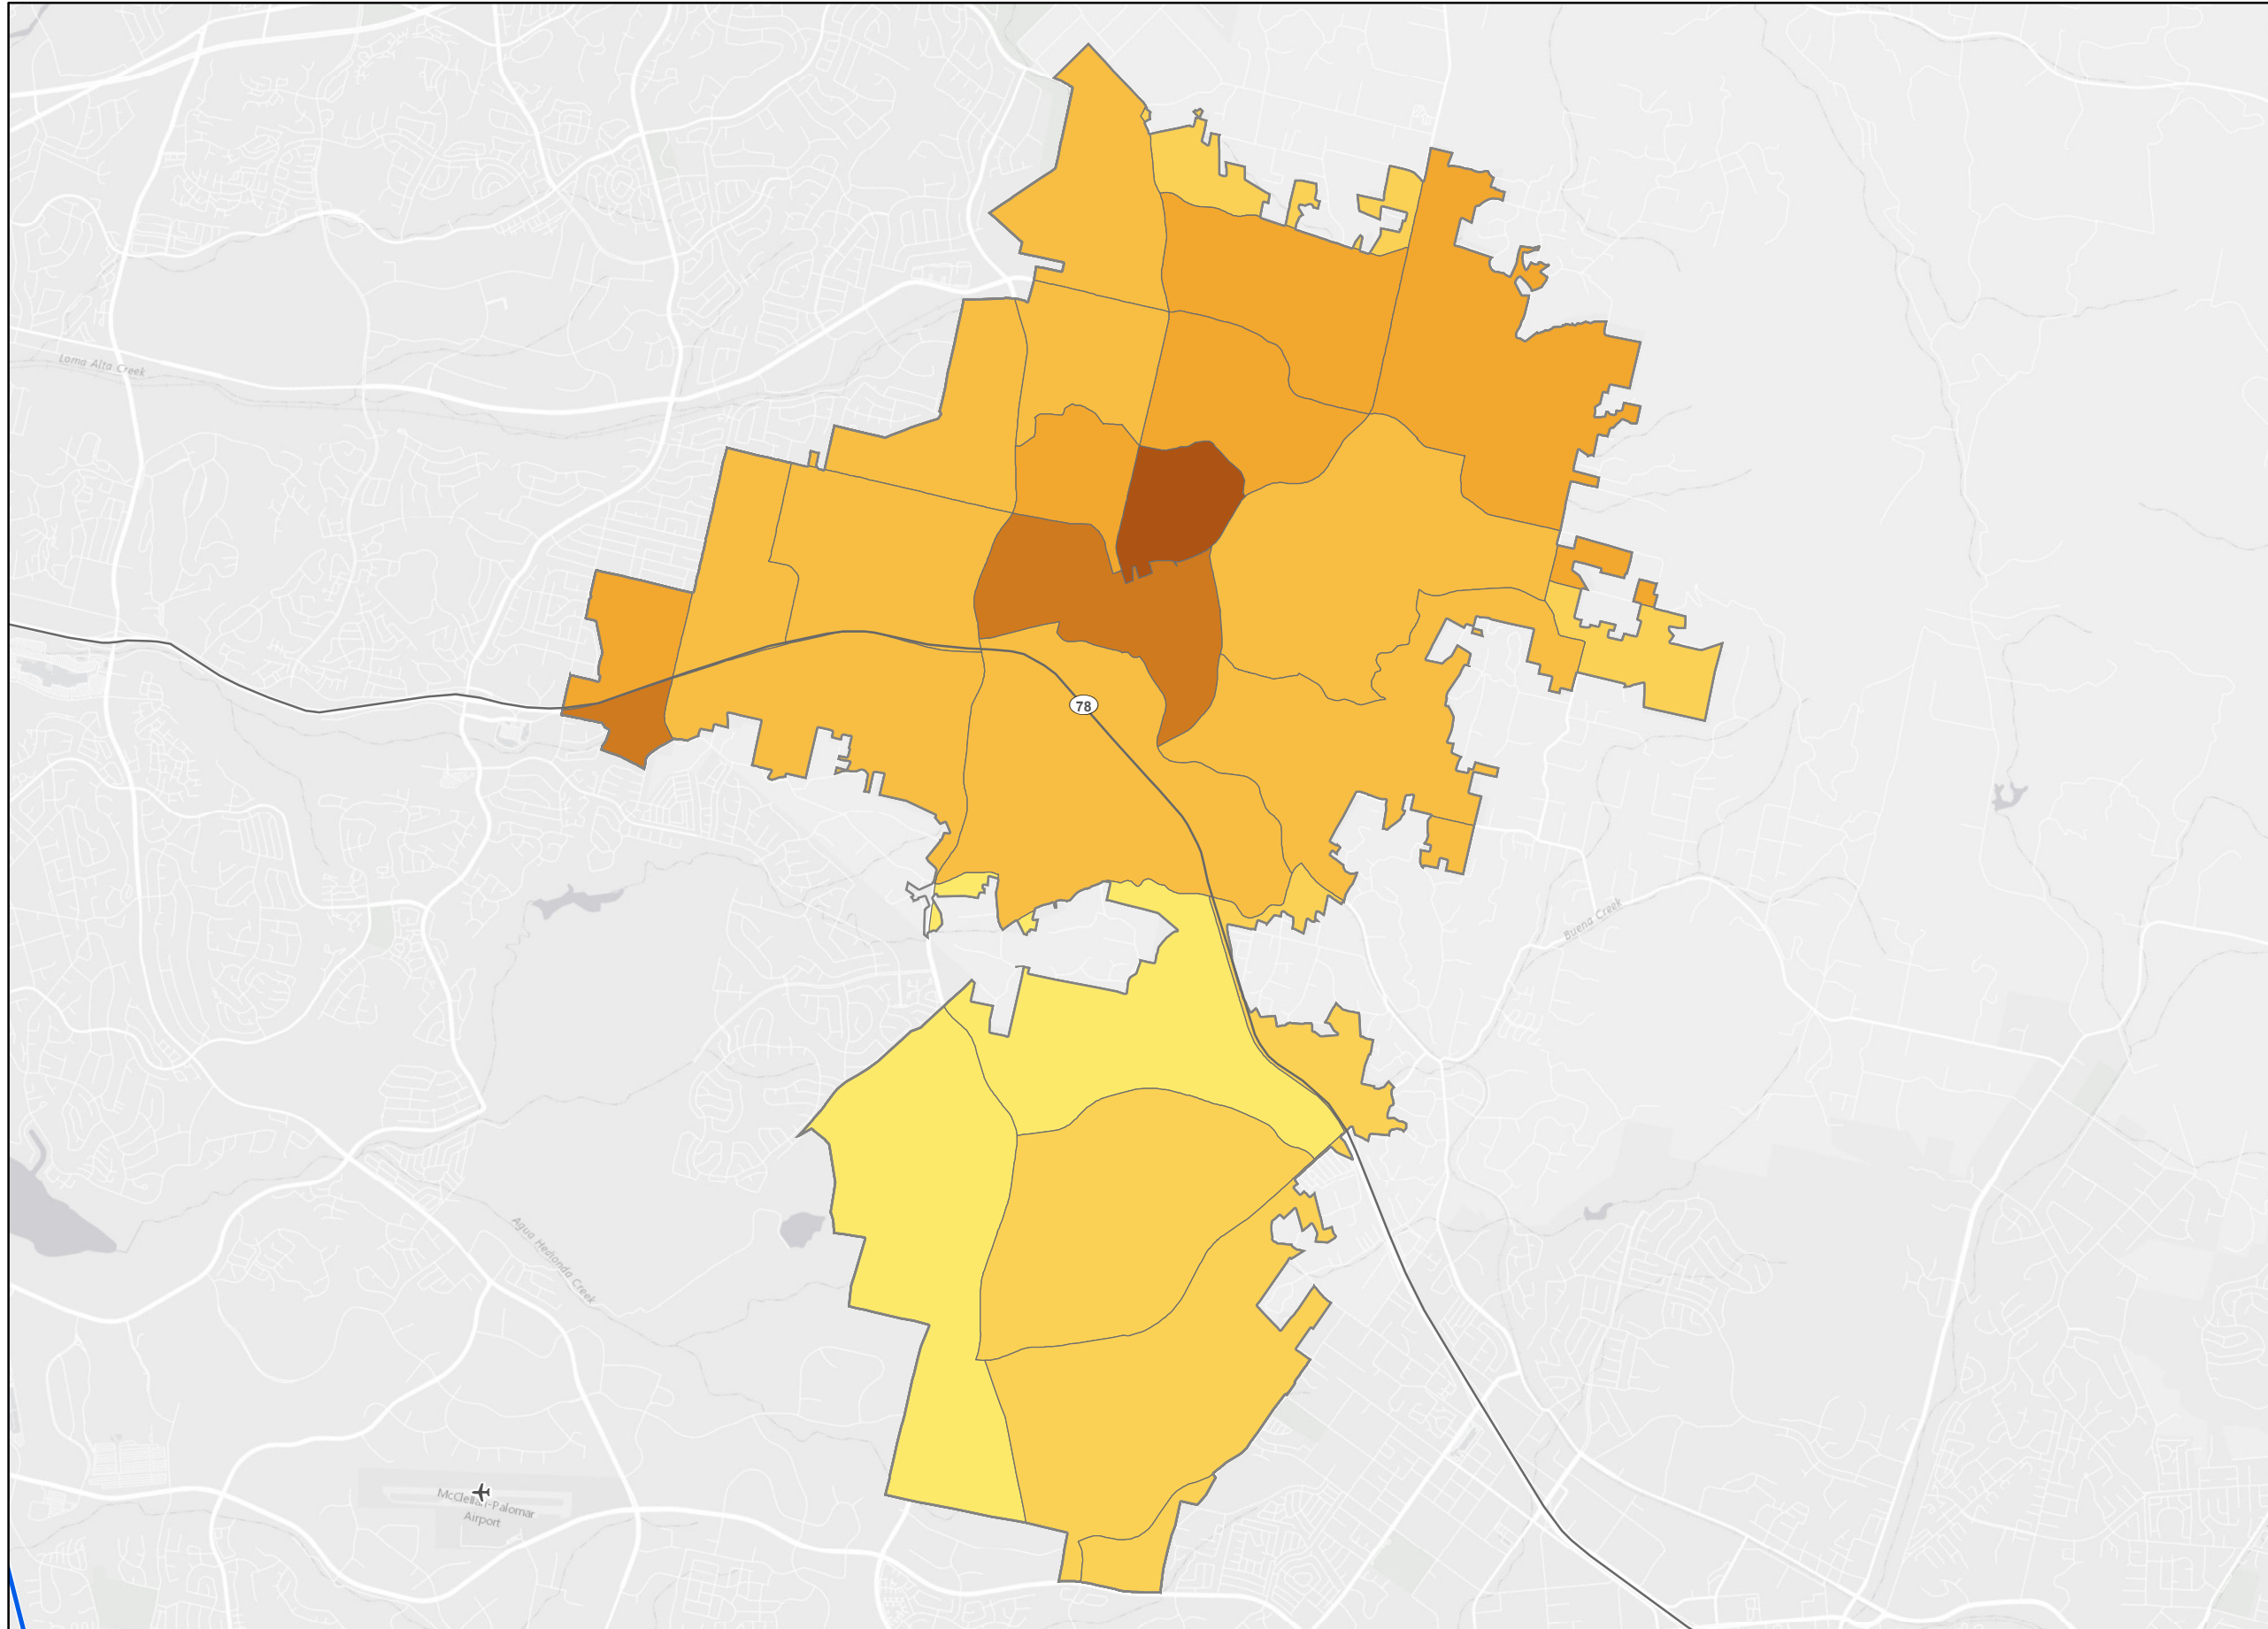 Loma Alta Creek
78
Buena Creek
Agua Hedionda Creek
McClellan-Palomar
Airport